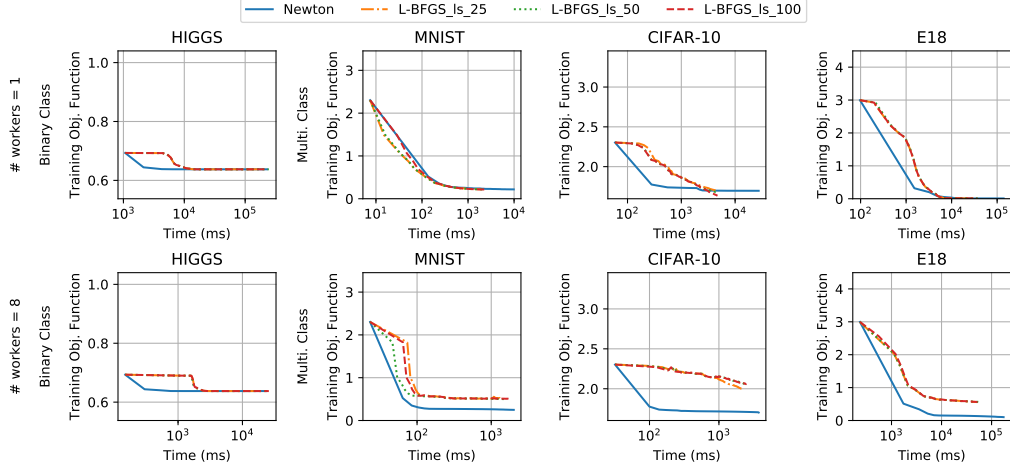 Newton L-BFGS_ls_25 L-BFGS_ls_50 L-BFGS_ls_100
# workers = 1
Binary Class
HIGGS
Training Obj. Function
1.0
0.8
0.6
10³ 10⁴ 10⁵
Time (ms)
Multi. Class
MNIST
Training Obj. Function
3
2
1
0
10¹ 10² 10³ 10⁴
Time (ms)
CIFAR-10
Training Obj. Function
3.0
2.5
2.0
10² 10³ 10⁴
Time (ms)
E18
Training Obj. Function
4
3
2
1
0
10² 10³ 10⁴ 10⁵
Time (ms)
# workers = 8
Binary Class
HIGGS
Training Obj. Function
1.0
0.8
0.6
10³ 10⁴
Time (ms)
Multi. Class
MNIST
Training Obj. Function
3
2
1
0
10² 10³
Time (ms)
CIFAR-10
Training Obj. Function
3.0
2.5
2.0
10² 10³
Time (ms)
E18
Training Obj. Function
4
3
2
1
0
10³ 10⁴ 10⁵
Time (ms)